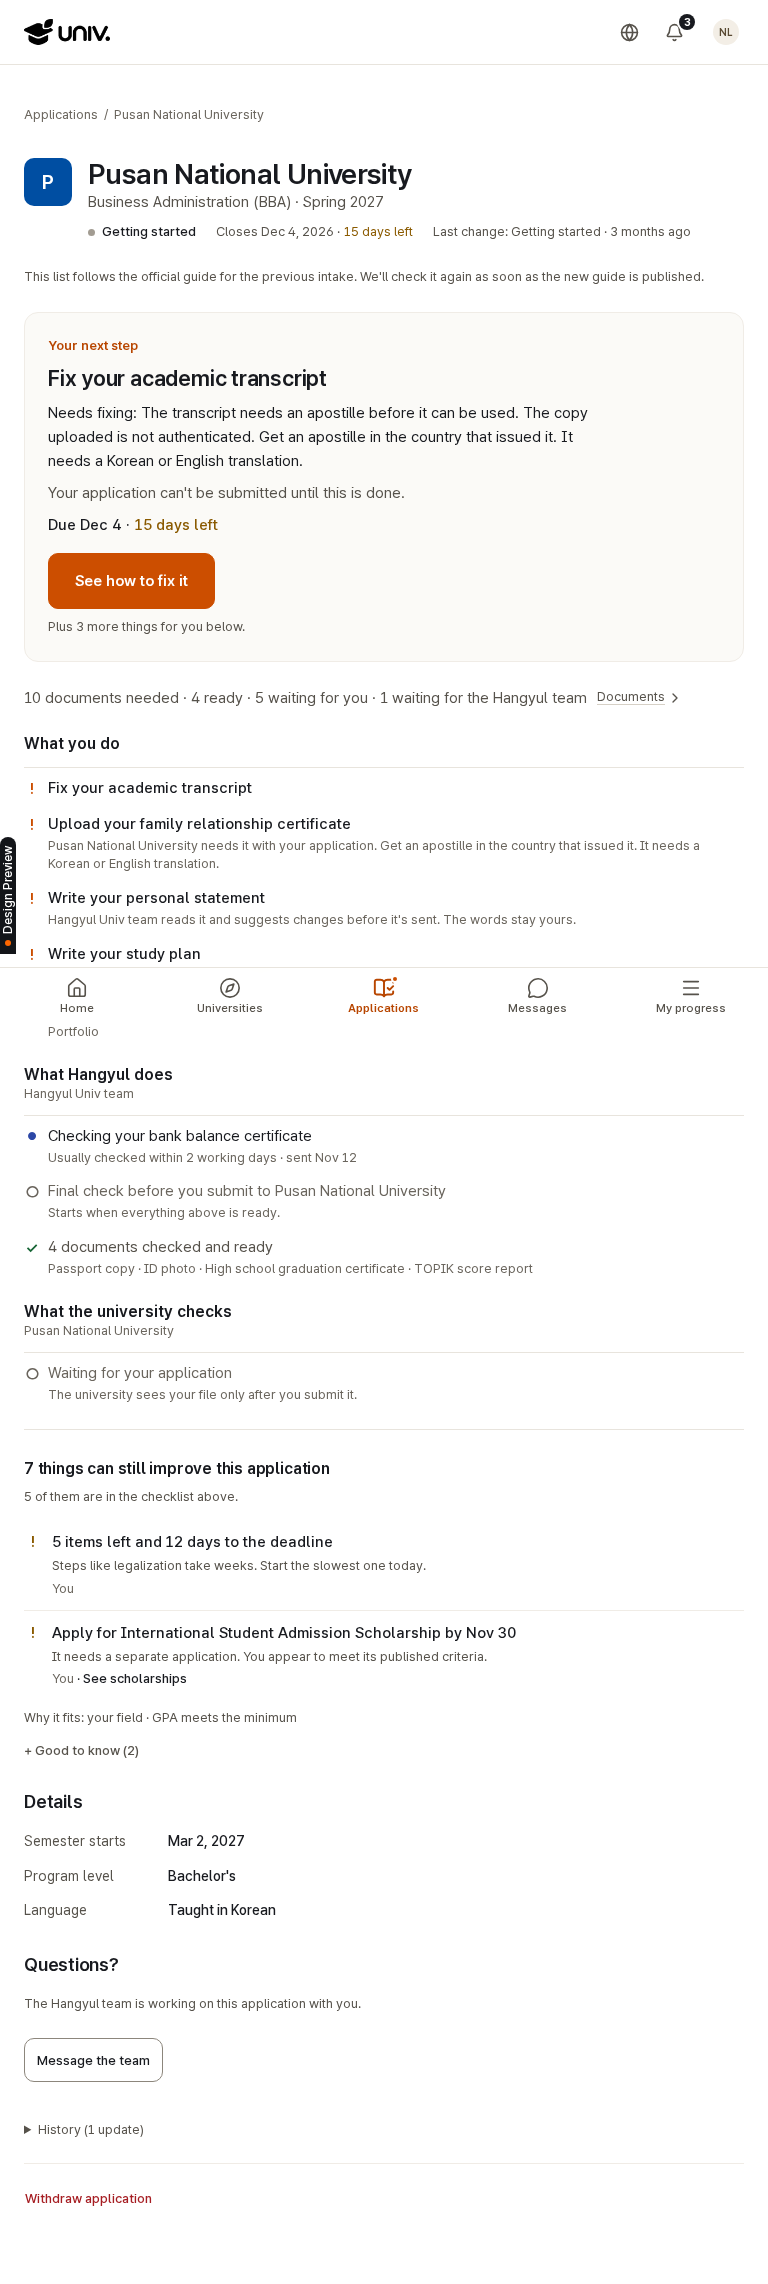 UNIV.
3
NL
Applications / Pusan National University
P
Pusan National University
Business Administration (BBA) · Spring 2027
Getting started
Closes Dec 4, 2026 · 15 days left
Last change: Getting started · 3 months ago
This list follows the official guide for the previous intake. We'll check it again as soon as the new guide is published.
Your next step
Fix your academic transcript
Needs fixing: The transcript needs an apostille before it can be used. The copy
uploaded is not authenticated. Get an apostille in the country that issued it. It
needs a Korean or English translation.
Your application can't be submitted until this is done.
Due Dec 4 · 15 days left
See how to fix it
Plus 3 more things for you below.
10 documents needed · 4 ready · 5 waiting for you · 1 waiting for the Hangyul team Documents
What you do
! Fix your academic transcript
! Upload your family relationship certificate
Pusan National University needs it with your application. Get an apostille in the country that issued it. It needs a
Korean or English translation.
Design Preview
! Write your personal statement
Hangyul Univ team reads it and suggests changes before it's sent. The words stay yours.
! Write your study plan
Home
Universities
Applications
Messages
My progress
Portfolio
What Hangyul does
Hangyul Univ team
Checking your bank balance certificate
Usually checked within 2 working days · sent Nov 12
Final check before you submit to Pusan National University
Starts when everything above is ready.
4 documents checked and ready
Passport copy · ID photo · High school graduation certificate · TOPIK score report
What the university checks
Pusan National University
Waiting for your application
The university sees your file only after you submit it.
7 things can still improve this application
5 of them are in the checklist above.
! 5 items left and 12 days to the deadline
Steps like legalization take weeks. Start the slowest one today.
You
! Apply for International Student Admission Scholarship by Nov 30
It needs a separate application. You appear to meet its published criteria.
You · See scholarships
Why it fits: your field · GPA meets the minimum
+ Good to know (2)
Details
Semester starts Mar 2, 2027
Program level Bachelor's
Language Taught in Korean
Questions?
The Hangyul team is working on this application with you.
Message the team
History (1 update)
Withdraw application